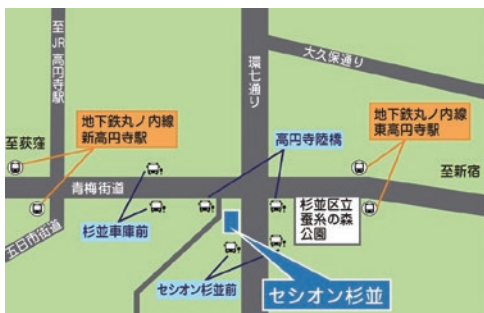 至
JR
高円寺駅
環七通り
大久保通り
地下鉄丸ノ内線
新高円寺駅
高円寺陸橋
地下鉄丸ノ内線
東高円寺駅
至荻窪
至新宿
青梅街道
杉並区立
蚕糸の森
公園
五日市街道
杉並車庫前
セシオン杉並前
セシオン杉並